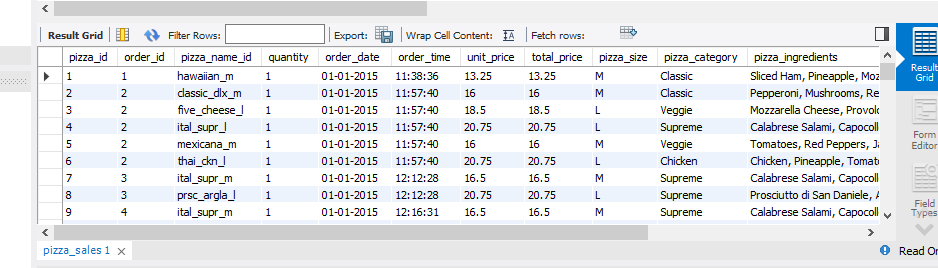 Result Grid Filter Rows: Export: Wrap Cell Content: Fetch rows:
pizza_id order_id pizza_name_id quantity order_date order_time unit_price total_price pizza_size pizza_category pizza_ingredients
1 1 hawaiian_m 1 01-01-2015 11:38:36 13.25 13.25 M Classic Sliced Ham, Pineapple, Moz
2 2 classic_dlx_m 1 01-01-2015 11:57:40 16 16 M Classic Pepperoni, Mushrooms, Re
3 2 five_cheese_l 1 01-01-2015 11:57:40 18.5 18.5 L Veggie Mozzarella Cheese, Provolo
4 2 ital_supr_l 1 01-01-2015 11:57:40 20.75 20.75 L Supreme Calabrese Salami, Capocoll
5 2 mexicana_m 1 01-01-2015 11:57:40 16 16 M Veggie Tomatoes, Red Peppers, Ja
6 2 thai_ckn_l 1 01-01-2015 11:57:40 20.75 20.75 L Chicken Chicken, Pineapple, Tomat
7 3 ital_supr_m 1 01-01-2015 12:12:28 16.5 16.5 M Supreme Calabrese Salami, Capocoll
8 3 prsc_argla_l 1 01-01-2015 12:12:28 20.75 20.75 L Supreme Prosciutto di San Daniele, A
9 4 ital_supr_m 1 01-01-2015 12:16:31 16.5 16.5 M Supreme Calabrese Salami, Capocoll
Result
Grid
Form
Editor
Field
Types
pizza_sales 1
Read On